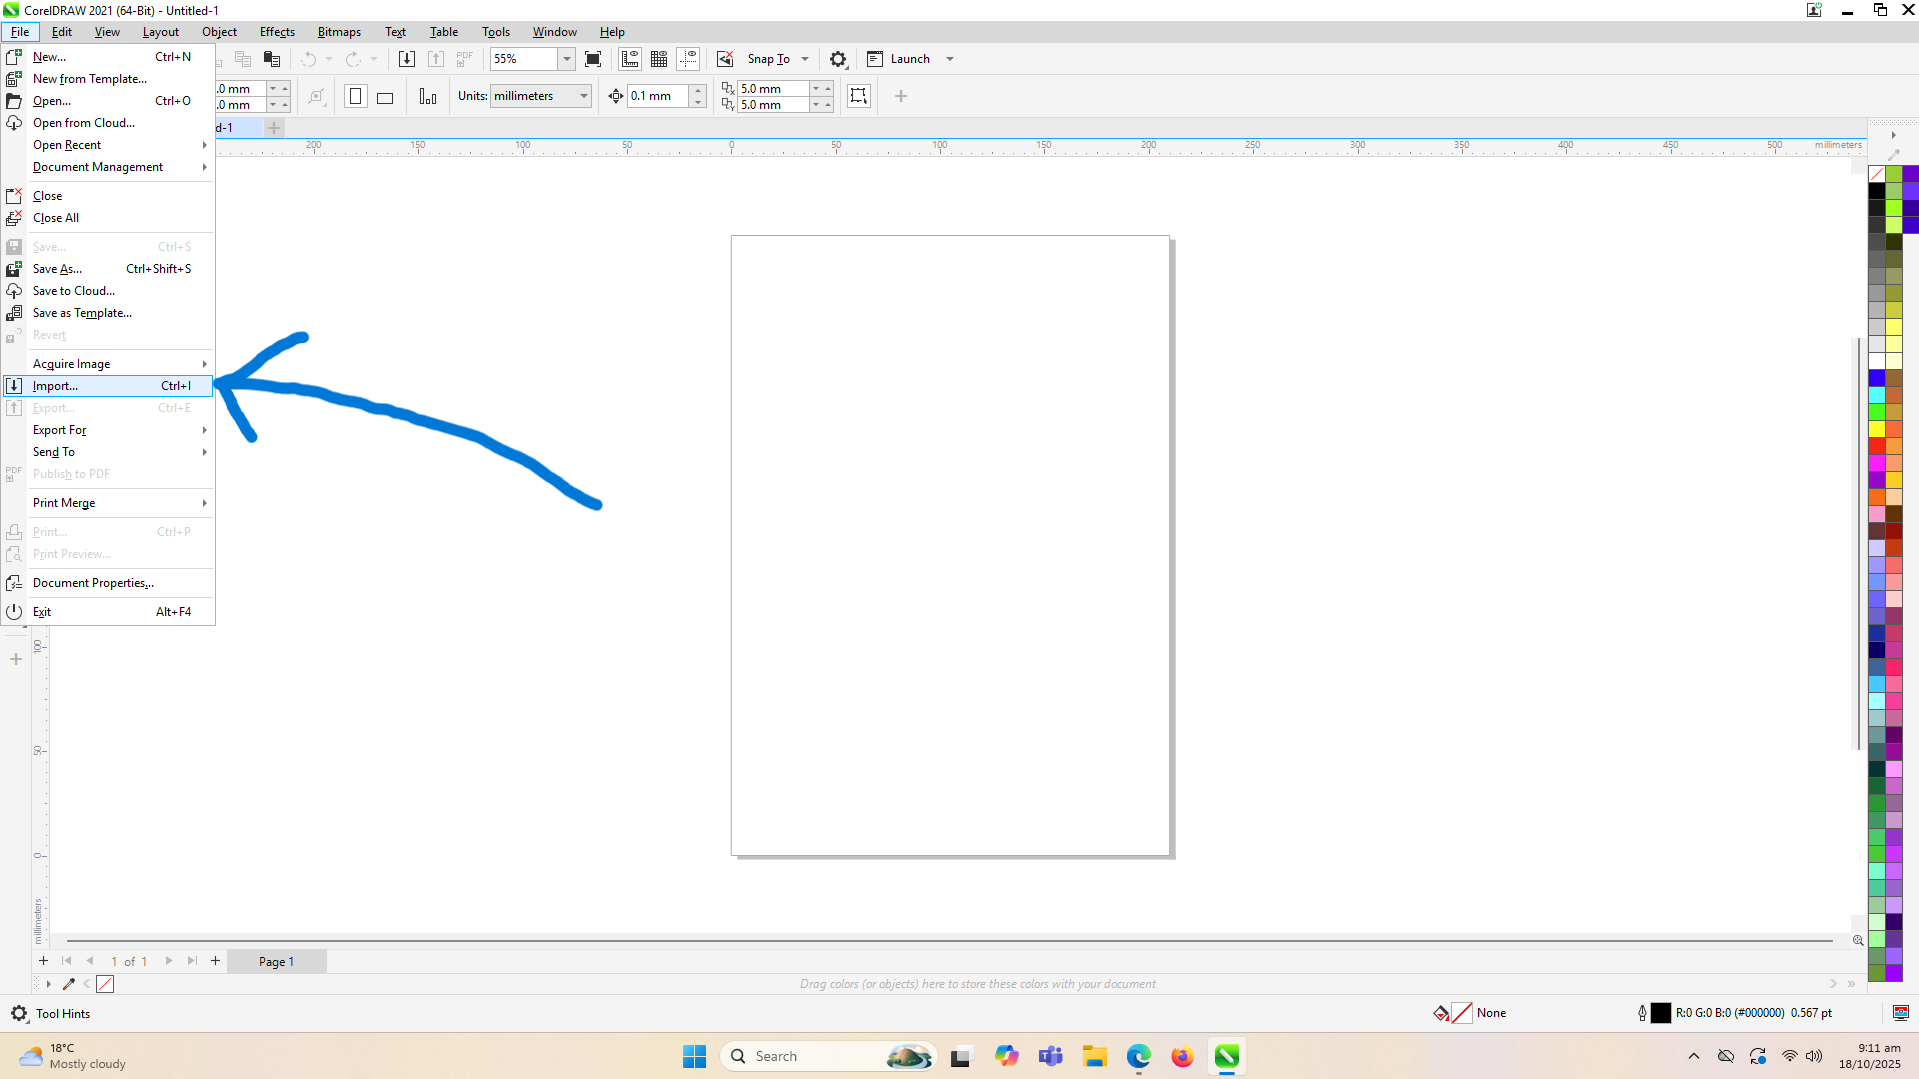 CorelDRAW 2021 (64-Bit) - Untitled-1
File Edit View Layout Object Effects Bitmaps Text Table Tools Window Help
New... Ctrl+N
PDF 55% Snap To Launch
New from Template...
.0 mm Units: millimeters 0.1 mm 5.0 mm
Open... Ctrl+O
.0 mm 5.0 mm
Open from Cloud...
d-1
Open Recent
200 150 100 50 0 50 100 150 200 250 300 350 400 450 500 millimeters
Document Management
Close
Close All
Save... Ctrl+S
Save As... Ctrl+Shift+S
Save to Cloud...
Save as Template...
Revert
Acquire Image
Import... Ctrl+I
Export... Ctrl+E
Export For
Send To
PDF Publish to PDF
Print Merge
Print... Ctrl+P
Print Preview...
Document Properties...
Exit Alt+F4
100
50
0
millimeters
1 of 1 Page 1
Drag colors (or objects) here to store these colors with your document
Tool Hints None R:0 G:0 B:0 (#000000) 0.567 pt
18°C
Mostly cloudy
Search
9:11 am
18/10/2025